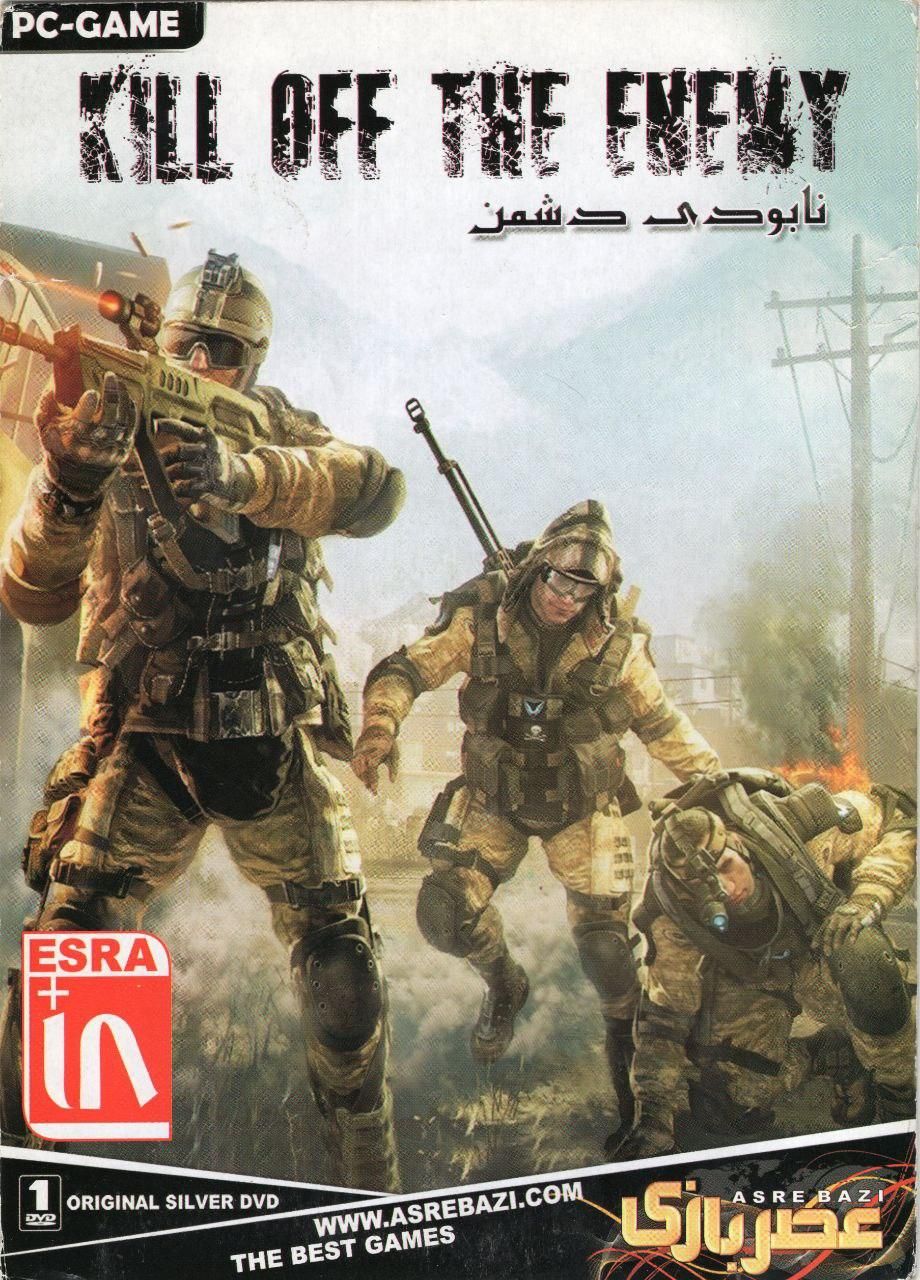 PC-GAME
KILL OFF THE ENEMY
نابودی دشمن
ESRA
+۱۸
1
DVD
ORIGINAL SILVER DVD
WWW.ASREBAZI.COM
THE BEST GAMES
ASRE BAZI
عصر بازی